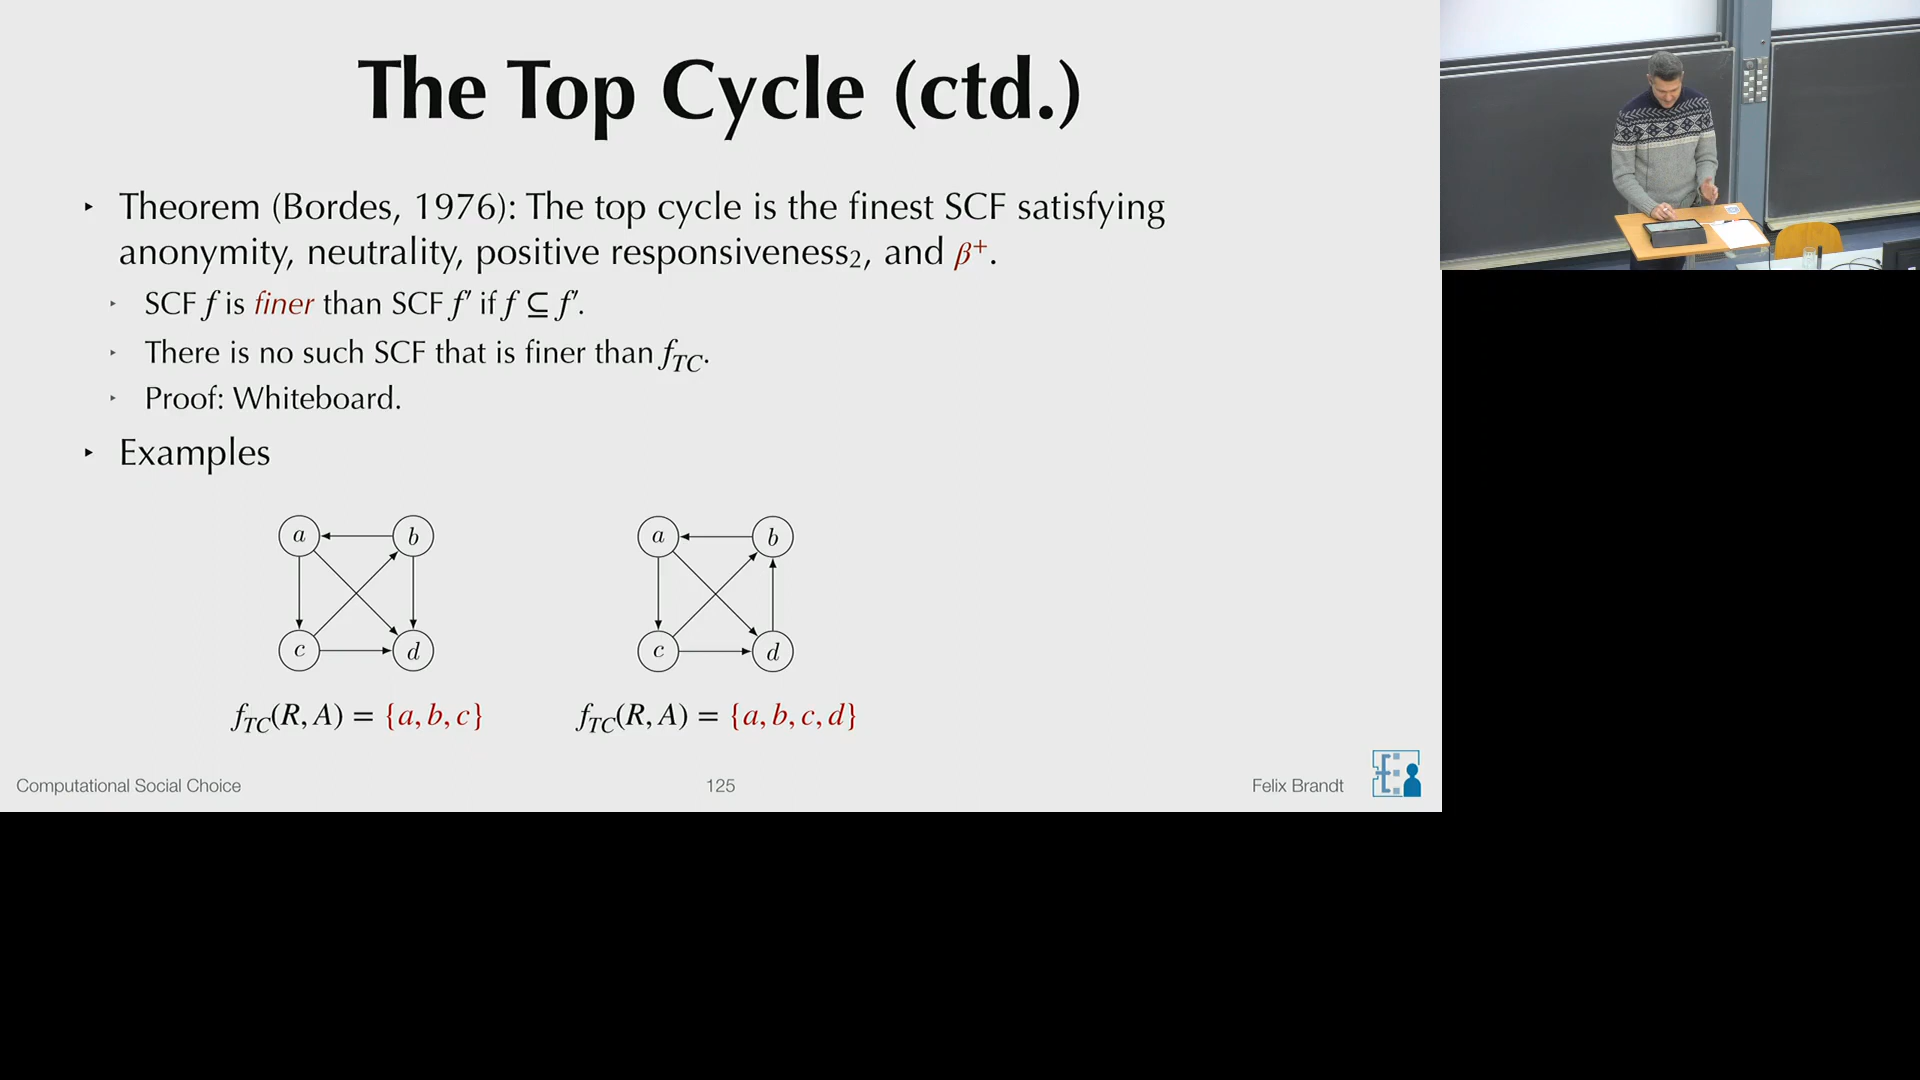 The Top Cycle (ctd.)
‣ Theorem (Bordes, 1976): The top cycle is the finest SCF satisfying
anonymity, neutrality, positive responsiveness₂, and β⁺.
‣ SCF f is finer than SCF f′ if f ⊆ f′.
‣ There is no such SCF that is finer than f_TC.
‣ Proof: Whiteboard.
‣ Examples
a b a b
c d c d
f_TC(R, A) = {a, b, c} f_TC(R, A) = {a, b, c, d}
Computational Social Choice 125 Felix Brandt